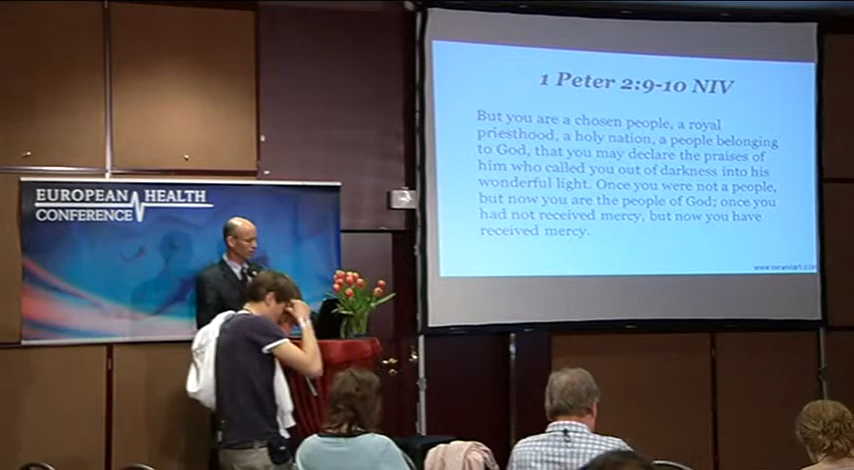 EUROPEAN HEALTH
CONFERENCE
1 Peter 2:9-10 NIV
But you are a chosen people, a royal
priesthood, a holy nation, a people belonging
to God, that you may declare the praises of
him who called you out of darkness into his
wonderful light. Once you were not a people,
but now you are the people of God; once you
had not received mercy, but now you have
received mercy.
www.newstart.com